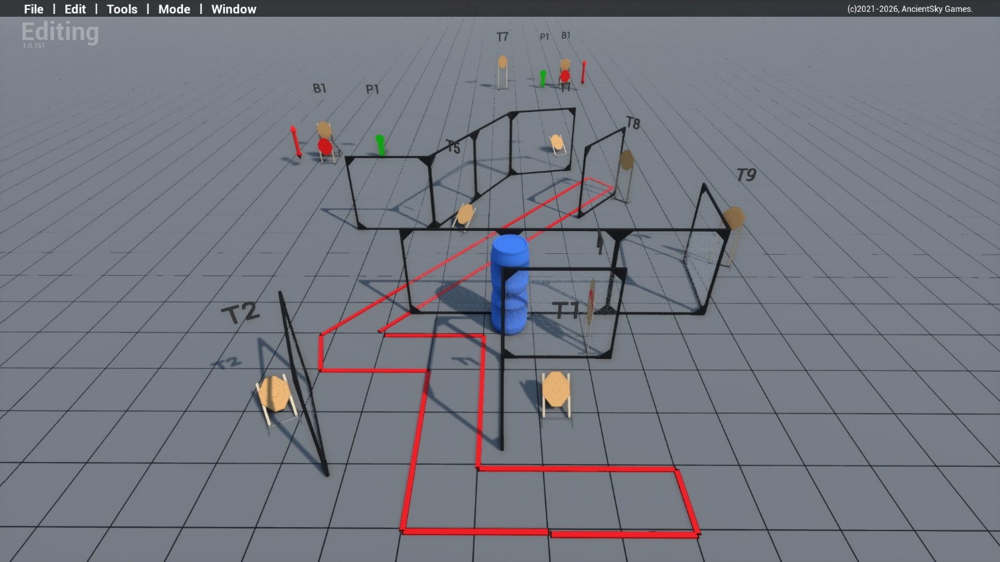 File | Edit | Tools | Mode | Window
(c)2021-2026, AncientSky Games.
Editing
1.0.151
T7
P1
B1
B1
P1
T8
T5
T9
T2
T1
T2
T1